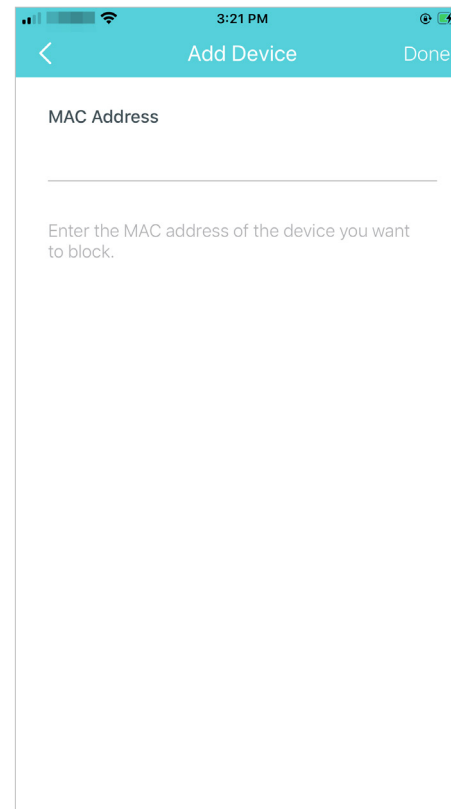 3:21 PM
Add Device
Done
MAC Address
Enter the MAC address of the device you want
to block.